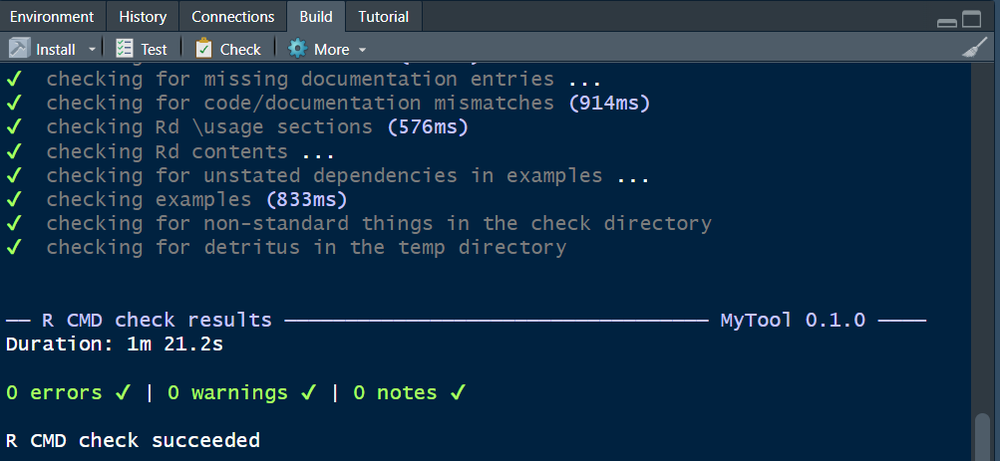 Environment History Connections Build Tutorial
Install Test Check More
✓ checking for missing documentation entries ...
✓ checking for code/documentation mismatches (914ms)
✓ checking Rd \usage sections (576ms)
✓ checking Rd contents ...
✓ checking for unstated dependencies in examples ...
✓ checking examples (833ms)
✓ checking for non-standard things in the check directory
✓ checking for detritus in the temp directory
── R CMD check results ─────────────────────────────────── MyTool 0.1.0 ────
Duration: 1m 21.2s
0 errors ✓ | 0 warnings ✓ | 0 notes ✓
R CMD check succeeded